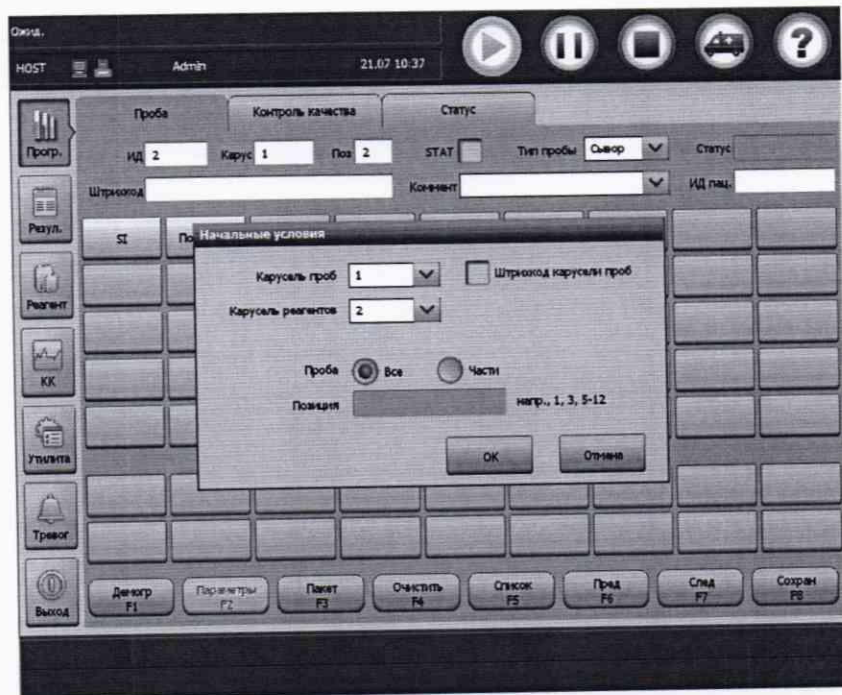 Ожид.
HOST Admin 21.07 10:37 ?
Проба Контроль качества Статус
Прогр. ИД 2 Карус 1 Поз 2 STAT Тип пробы Сывор Статус
Штрихкод Коммент ИД пац.
Резул. SI По
Начальные условия
Карусель проб 1 Штрихкод карусели проб
Реагент Карусель реагентов 2
КК Проба Все Части
Позиция напр., 1, 3, 5-12
Утилита OK Отмена
Тревог
Выход
Демогр F1 Параметры F2 Пакет F3 Очистить F4 Список F5 Пред F6 След F7 Сохран F8